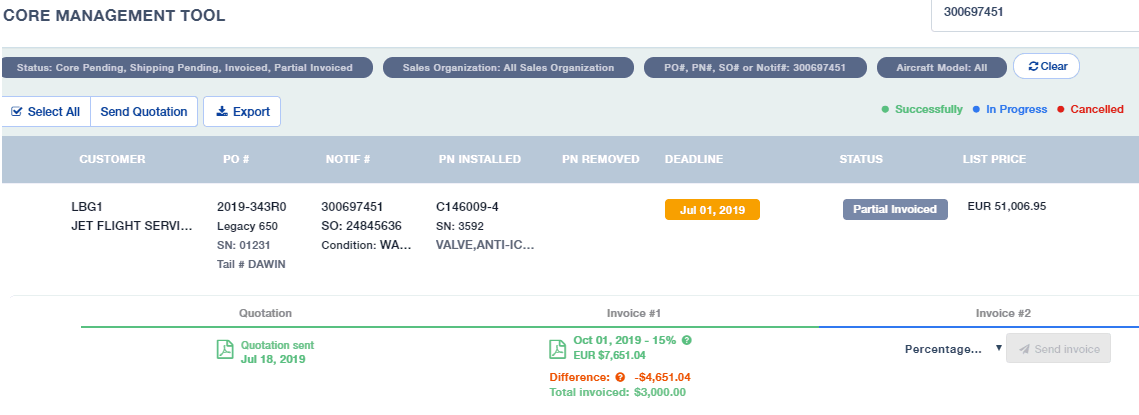 CORE MANAGEMENT TOOL
300697451
Status: Core Pending, Shipping Pending, Invoiced, Partial Invoiced
Sales Organization: All Sales Organization
PO#, PN#, SO# or Notif#: 300697451
Aircraft Model: All
Clear
Select All
Send Quotation
Export
Successfully
In Progress
Cancelled
CUSTOMER PO # NOTIF # PN INSTALLED PN REMOVED DEADLINE STATUS LIST PRICE
LBG1
JET FLIGHT SERVI...
2019-343R0
Legacy 650
SN: 01231
Tail # DAWIN
300697451
SO: 24845636
Condition: WA...
C146009-4
SN: 3592
VALVE,ANTI-IC...
Jul 01, 2019
Partial Invoiced
EUR 51,006.95
Quotation
Quotation sent
Jul 18, 2019
Invoice #1
Oct 01, 2019 - 15%
EUR $7,651.04
Difference: -$4,651.04
Total invoiced: $3,000.00
Invoice #2
Percentage...
Send invoice